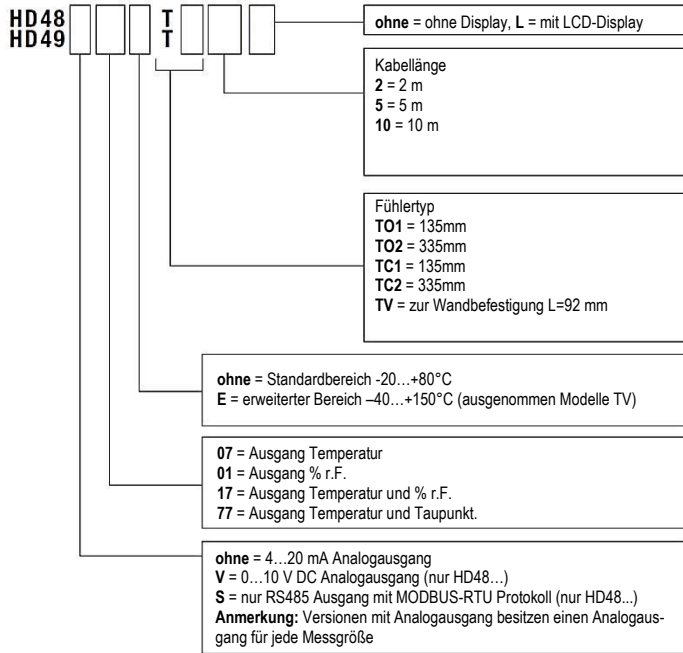 HD48 T
HD49 T
ohne = ohne Display, L = mit LCD-Display
Kabellänge
2 = 2 m
5 = 5 m
10 = 10 m
Fühlertyp
TO1 = 135mm
TO2 = 335mm
TC1 = 135mm
TC2 = 335mm
TV = zur Wandbefestigung L=92 mm
ohne = Standardbereich -20…+80°C
E = erweiterter Bereich –40…+150°C (ausgenommen Modelle TV)
07 = Ausgang Temperatur
01 = Ausgang % r.F.
17 = Ausgang Temperatur und % r.F.
77 = Ausgang Temperatur und Taupunkt.
ohne = 4…20 mA Analogausgang
V = 0…10 V DC Analogausgang (nur HD48…)
S = nur RS485 Ausgang mit MODBUS-RTU Protokoll (nur HD48...)
Anmerkung: Versionen mit Analogausgang besitzen einen Analogaus-
gang für jede Messgröße